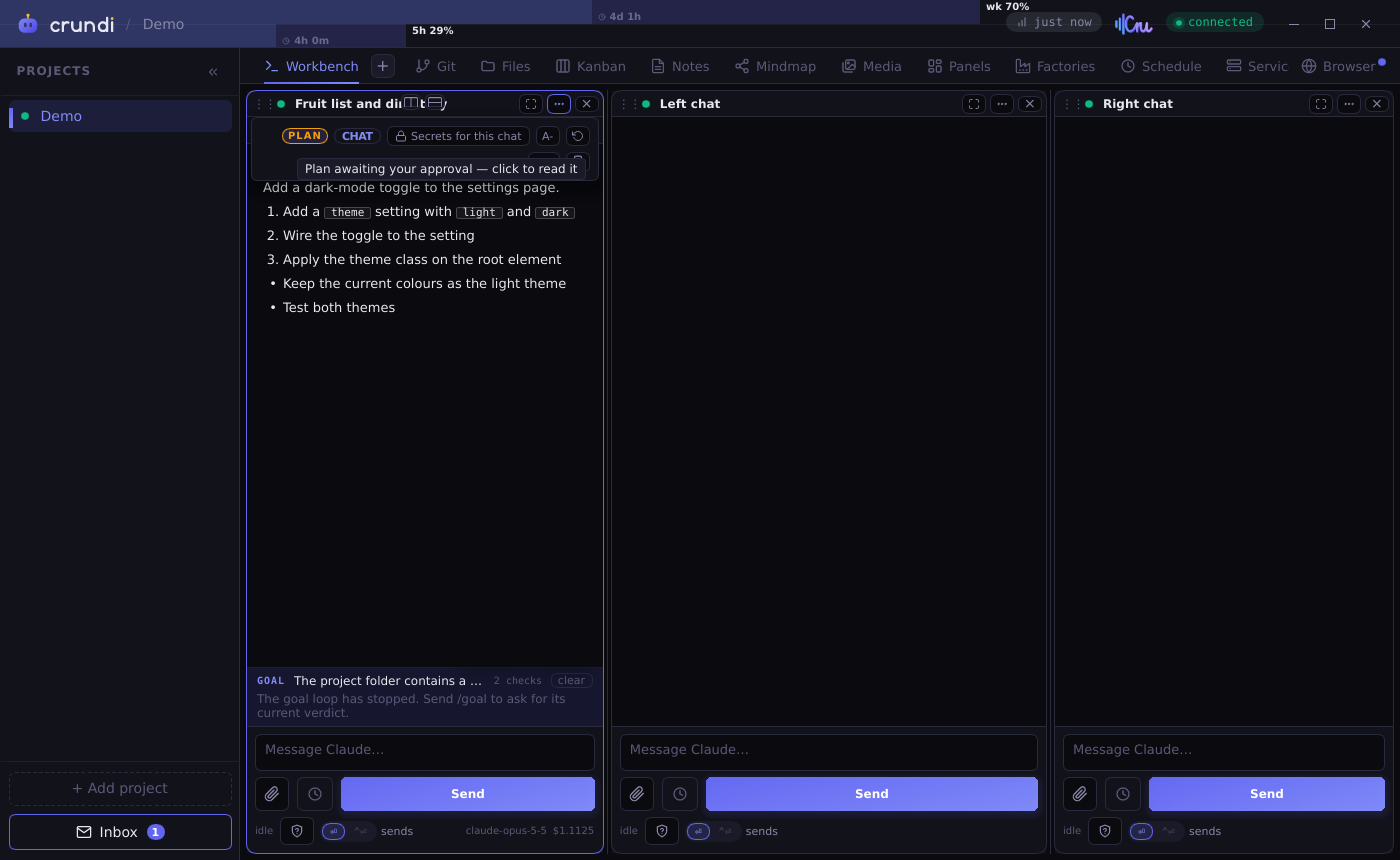 crundi / Demo
4h 0m
5h 29%
4d 1h
wk 70%
just now
Cru
connected
PROJECTS
Workbench
Git
Files
Kanban
Notes
Mindmap
Media
Panels
Factories
Schedule
Servic
Browser
Demo
Fruit list and
Left chat
Right chat
PLAN
CHAT
Secrets for this chat
A-
Plan awaiting your approval — click to read it
Add a dark-mode toggle to the settings page.
1. Add a theme setting with light and dark
2. Wire the toggle to the setting
3. Apply the theme class on the root element
• Keep the current colours as the light theme
• Test both themes
GOAL The project folder contains a ... 2 checks clear
The goal loop has stopped. Send /goal to ask for its
current verdict.
Message Claude...
Message Claude...
Message Claude...
Send
Send
Send
idle
sends
claude-opus-5-5 $1.1125
idle
sends
idle
sends
+ Add project
Inbox 1